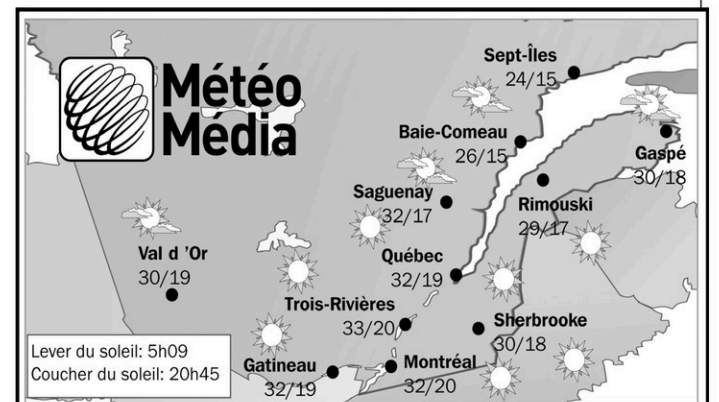 Météo
Média
Sept-Îles
24/15
Baie-Comeau
26/15
Gaspé
30/18
Saguenay
32/17
Rimouski
29/17
Val d 'Or
30/19
Québec
32/19
Trois-Rivières
33/20
Sherbrooke
30/18
Lever du soleil: 5h09
Coucher du soleil: 20h45
Gatineau
32/19
Montréal
32/20